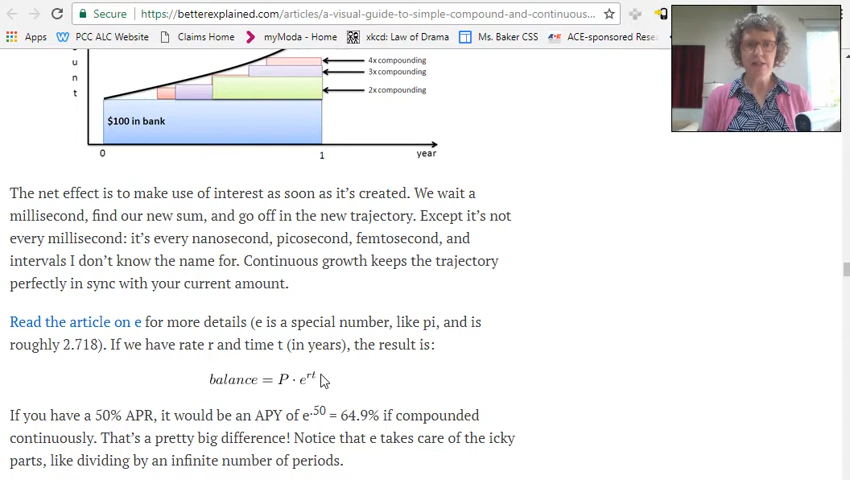 Secure https://betterexplained.com/articles/a-visual-guide-to-simple-compound-and-continuous...
Apps PCC ALC Website Claims Home myModa - Home xkcd: Law of Drama Ms. Baker CSS ACE-sponsored Resea
u
n
t
4x compounding
3x compounding
2x compounding
$100 in bank
0 1 year
The net effect is to make use of interest as soon as it's created. We wait a
millisecond, find our new sum, and go off in the new trajectory. Except it's not
every millisecond: it's every nanosecond, picosecond, femtosecond, and
intervals I don't know the name for. Continuous growth keeps the trajectory
perfectly in sync with your current amount.
Read the article on e for more details (e is a special number, like pi, and is
roughly 2.718). If we have rate r and time t (in years), the result is:
balance = P · e^rt
If you have a 50% APR, it would be an APY of e^.50 = 64.9% if compounded
continuously. That's a pretty big difference! Notice that e takes care of the icky
parts, like dividing by an infinite number of periods.